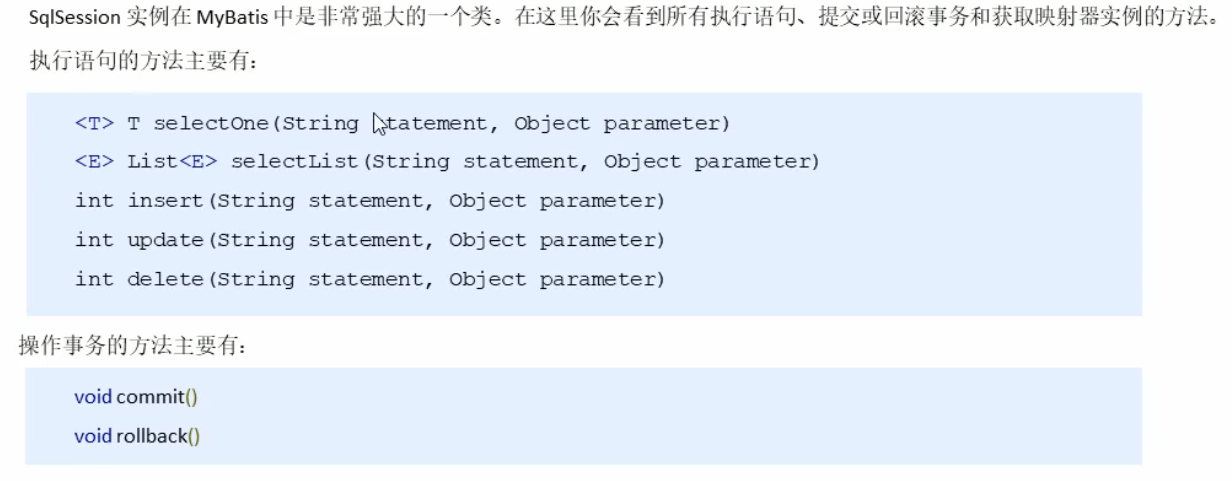 SqlSession 实例在 MyBatis 中是非常强大的一个类。在这里你会看到所有执行语句、提交或回滚事务和获取映射器实例的方法。
执行语句的方法主要有：
<T> T selectOne(String statement, Object parameter)
<E> List<E> selectList(String statement, Object parameter)
int insert(String statement, Object parameter)
int update(String statement, Object parameter)
int delete(String statement, Object parameter)
操作事务的方法主要有：
void commit()
void rollback()